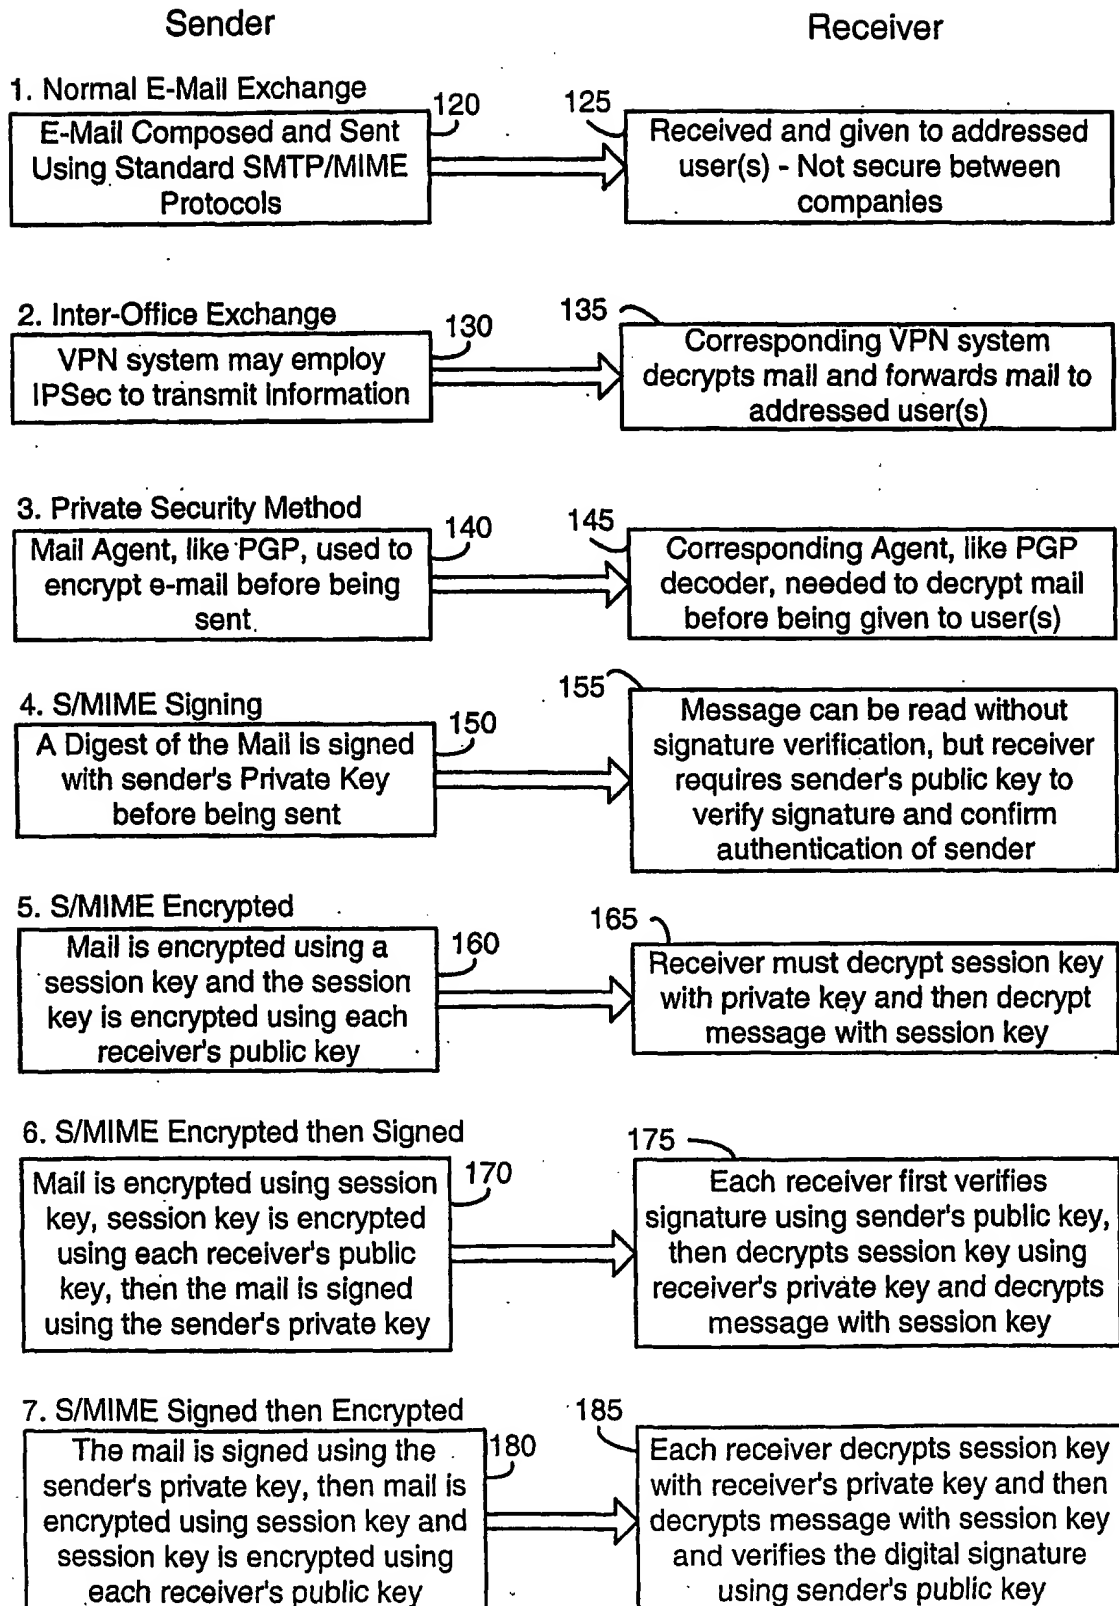 Sender
Receiver
1. Normal E-Mail Exchange
120
E-Mail Composed and Sent
Using Standard SMTP/MIME
Protocols
125
Received and given to addressed
user(s) - Not secure between
companies
2. Inter-Office Exchange
130
VPN system may employ
IPSec to transmit Information
135
Corresponding VPN system
decrypts mail and forwards mail to
addressed user(s)
3. Private Security Method
140
Mail Agent, like PGP, used to
encrypt e-mail before being
sent.
145
Corresponding Agent, like PGP
decoder, needed to decrypt mail
before being given to user(s)
4. S/MIME Signing
150
A Digest of the Mail is signed
with sender's Private Key
before being sent
155
Message can be read without
signature verification, but receiver
requires sender's public key to
verify signature and confirm
authentication of sender
5. S/MIME Encrypted
160
Mail is encrypted using a
session key and the session
key is encrypted using each
receiver's public key
165
Receiver must decrypt session key
with private key and then decrypt
message with session key
6. S/MIME Encrypted then Signed
170
Mail is encrypted using session
key, session key is encrypted
using each receiver's public
key, then the mail is signed
using the sender's private key
175
Each receiver first verifies
signature using sender's public key,
then decrypts session key using
receiver's private key and decrypts
message with session key
7. S/MIME Signed then Encrypted
180
The mail is signed using the
sender's private key, then mail is
encrypted using session key and
session key is encrypted using
each receiver's public key
185
Each receiver decrypts session key
with receiver's private key and then
decrypts message with session key
and verifies the digital signature
using sender's public key